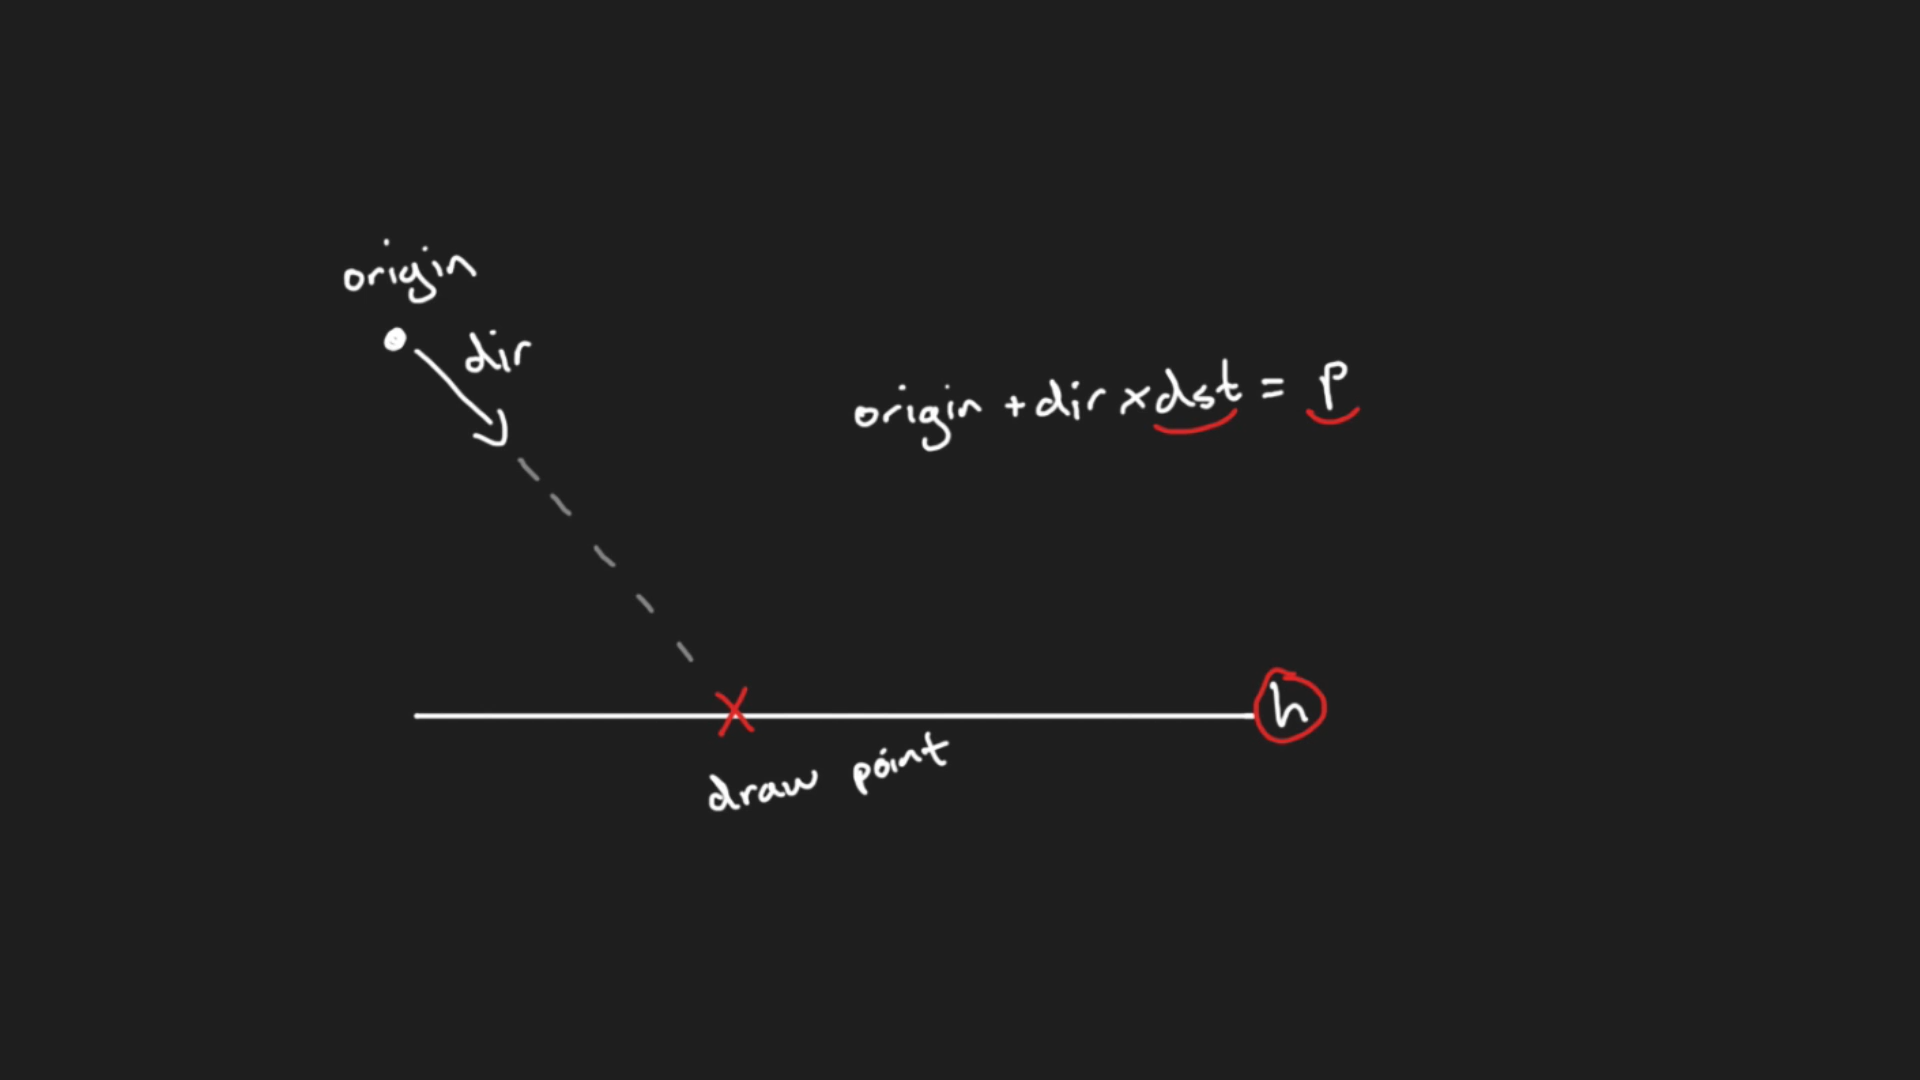 origin
dir
origin + dir x dst = p
h
draw point